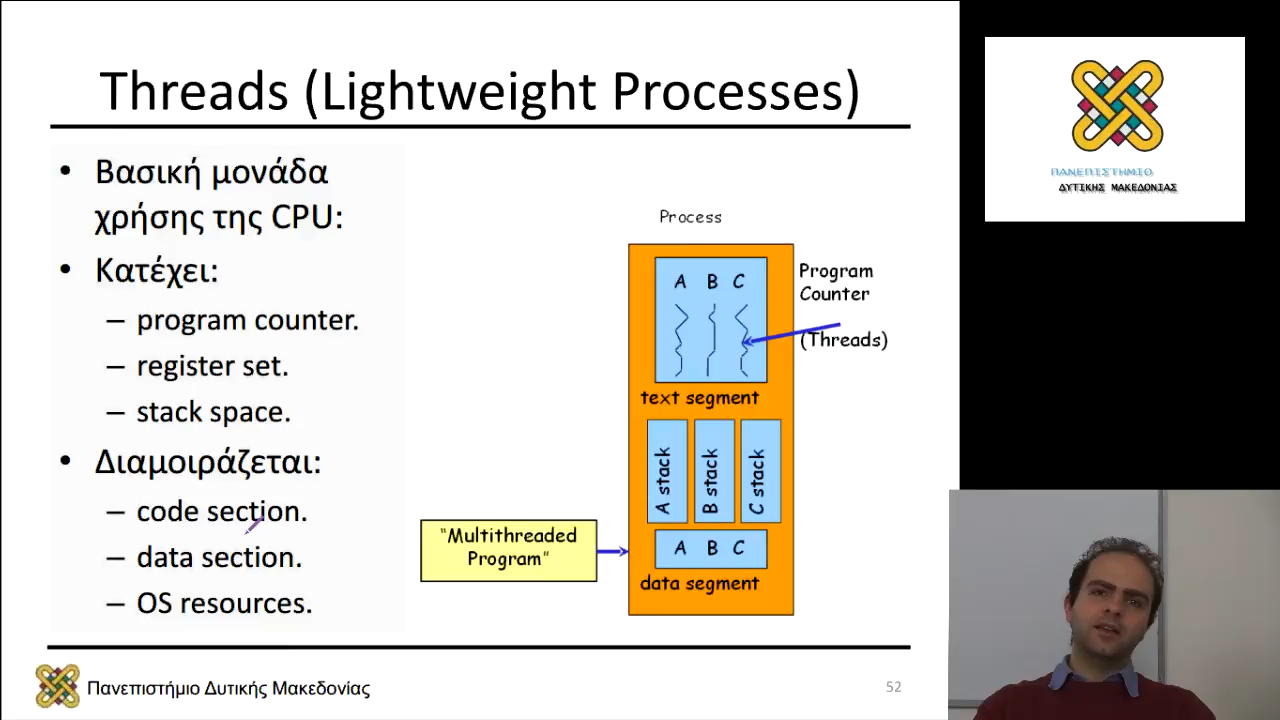 Threads (Lightweight Processes)
• Βασική μονάδα
χρήσης της CPU:
• Κατέχει:
– program counter.
– register set.
– stack space.
• Διαμοιράζεται:
– code section.
– data section.
– OS resources.
Process
A B C
Program
Counter
(Threads)
text segment
A stack
B stack
C stack
"Multithreaded
Program"
A B C
data segment
Πανεπιστήμιο Δυτικής Μακεδονίας
52
ΠΑΝΕΠΙΣΤΗΜΙΟ
ΔΥΤΙΚΗΣ ΜΑΚΕΔΟΝΙΑΣ